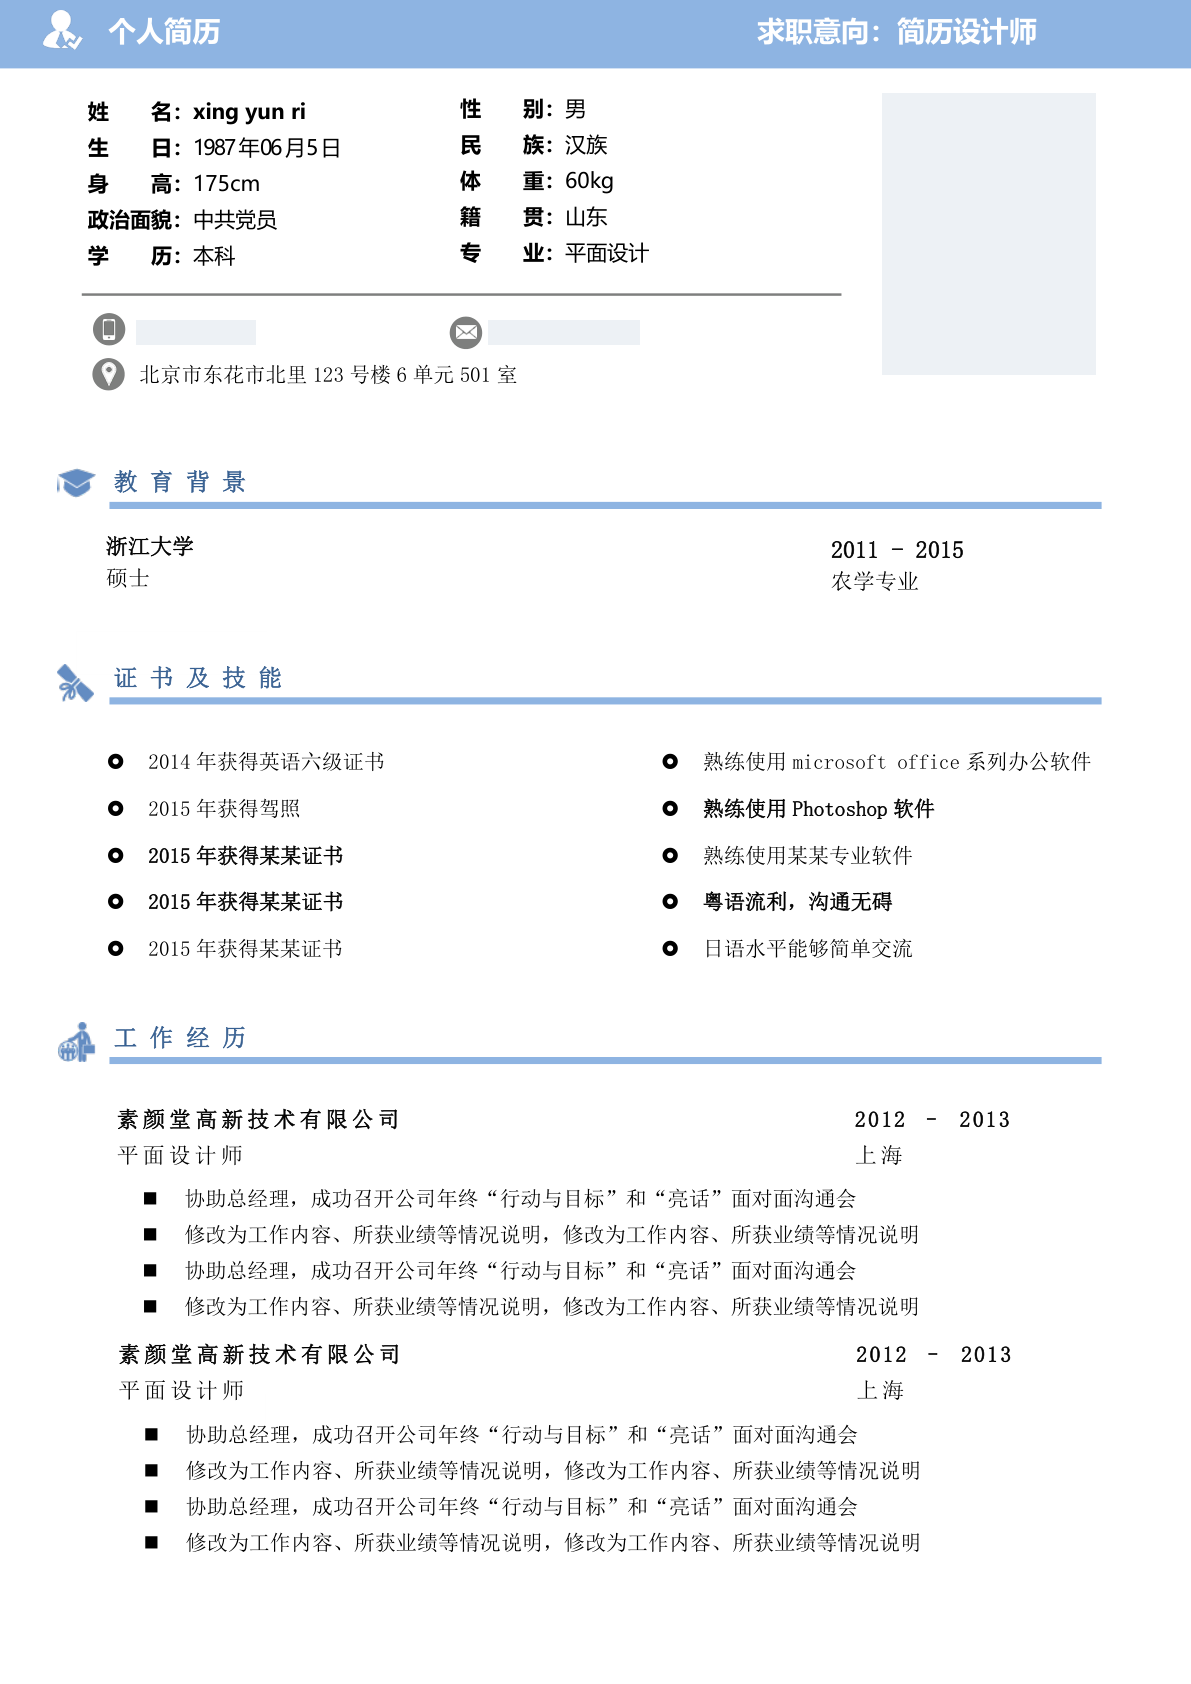 个人简历 求职意向：简历设计师
姓 名：xing yun ri 性 别：男
生 日：1987年06月5日 民 族：汉族
身 高：175cm 体 重：60kg
政治面貌：中共党员 籍 贯：山东
学 历：本科 专 业：平面设计
北京市东花市北里 123 号楼 6 单元 501 室
教育背景
浙江大学 2011 - 2015
硕士 农学专业
证书及技能
2014 年获得英语六级证书 熟练使用 microsoft office 系列办公软件
2015 年获得驾照 熟练使用 Photoshop 软件
2015 年获得某某证书 熟练使用某某专业软件
2015 年获得某某证书 粤语流利，沟通无碍
2015 年获得某某证书 日语水平能够简单交流
工作经历
素颜堂高新技术有限公司 2012 - 2013
平面设计师 上海
协助总经理，成功召开公司年终“行动与目标”和“亮话”面对面沟通会
修改为工作内容、所获业绩等情况说明，修改为工作内容、所获业绩等情况说明
协助总经理，成功召开公司年终“行动与目标”和“亮话”面对面沟通会
修改为工作内容、所获业绩等情况说明，修改为工作内容、所获业绩等情况说明
素颜堂高新技术有限公司 2012 - 2013
平面设计师 上海
协助总经理，成功召开公司年终“行动与目标”和“亮话”面对面沟通会
修改为工作内容、所获业绩等情况说明，修改为工作内容、所获业绩等情况说明
协助总经理，成功召开公司年终“行动与目标”和“亮话”面对面沟通会
修改为工作内容、所获业绩等情况说明，修改为工作内容、所获业绩等情况说明